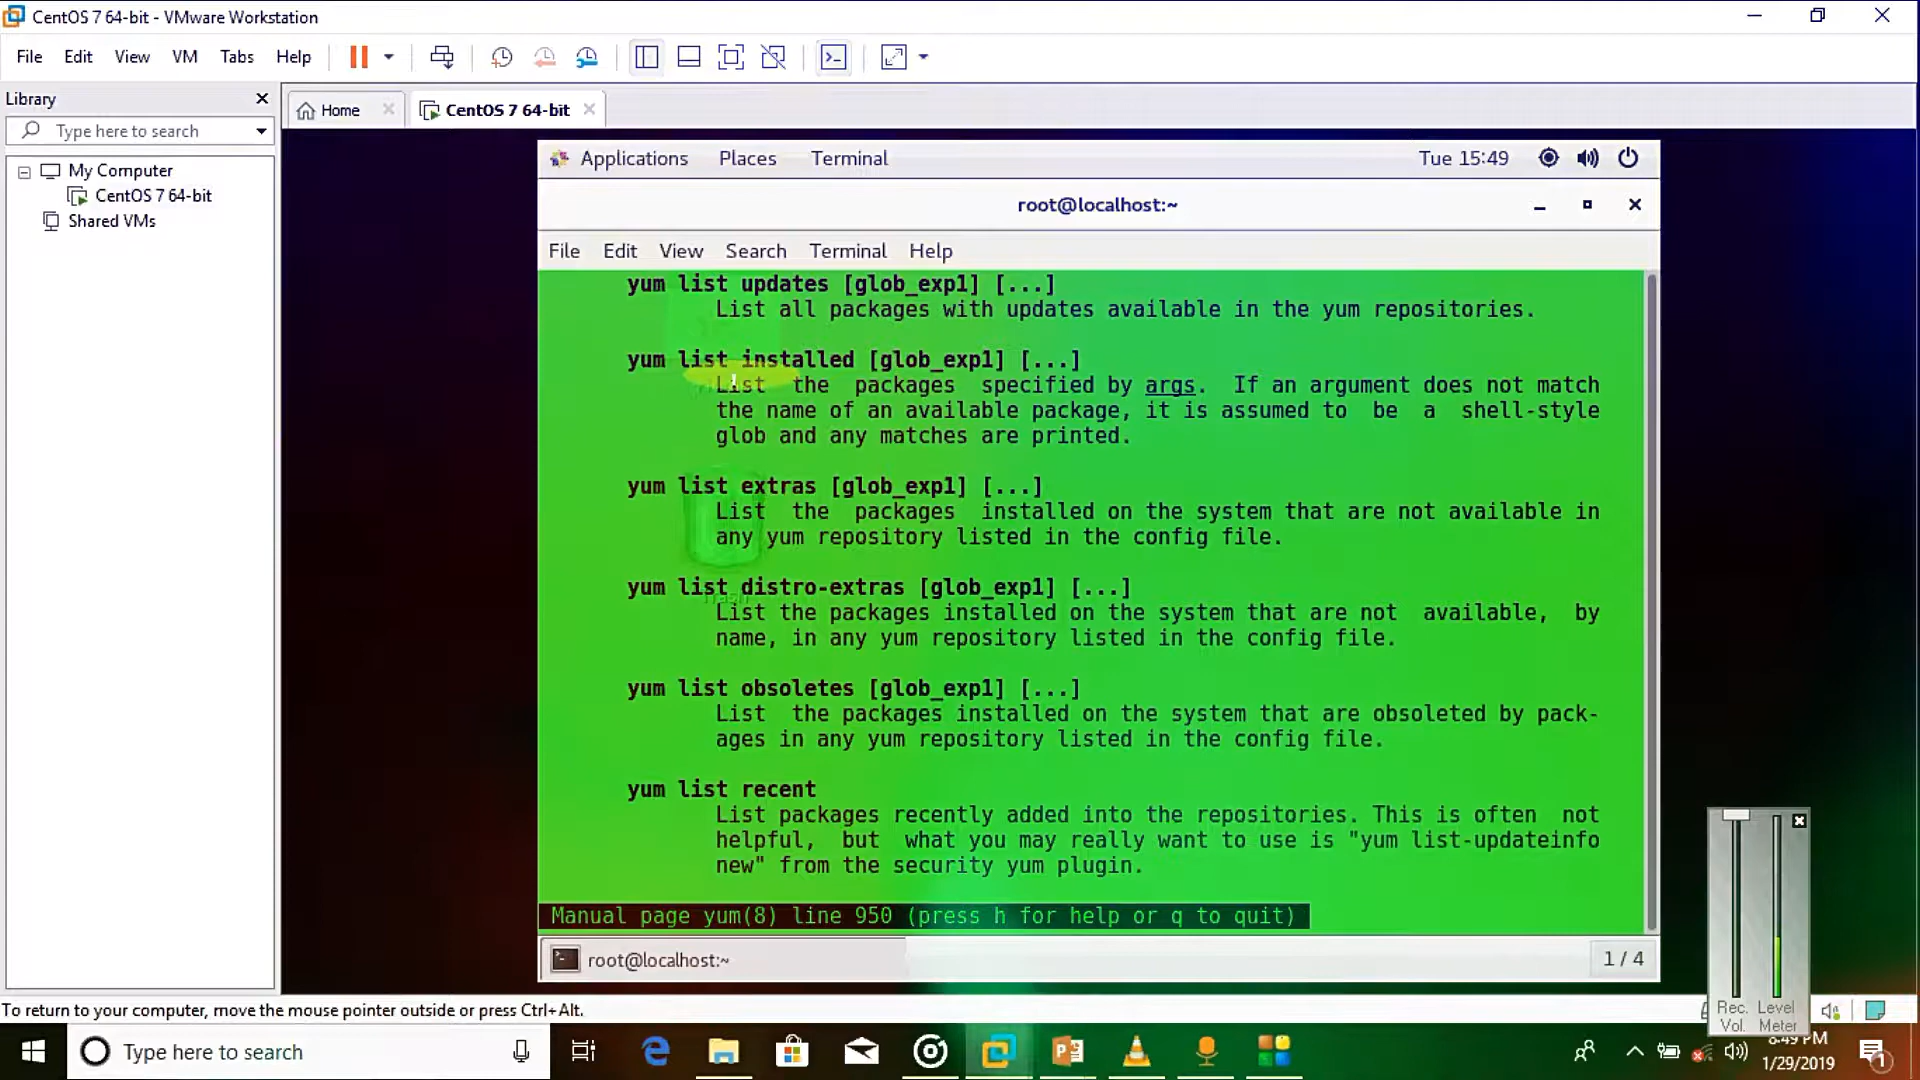 CentOS 7 64-bit - VMware Workstation
File Edit View VM Tabs Help
Library
Type here to search
My Computer
CentOS 7 64-bit
Shared VMs
Home
CentOS 7 64-bit
Applications Places Terminal Tue 15:49
root@localhost:~
File Edit View Search Terminal Help
yum list updates [glob_exp1] [...]
List all packages with updates available in the yum repositories.
yum list installed [glob_exp1] [...]
List the packages specified by args. If an argument does not match
the name of an available package, it is assumed to be a shell-style
glob and any matches are printed.
yum list extras [glob_exp1] [...]
List the packages installed on the system that are not available in
any yum repository listed in the config file.
yum list distro-extras [glob_exp1] [...]
List the packages installed on the system that are not available, by
name, in any yum repository listed in the config file.
yum list obsoletes [glob_exp1] [...]
List the packages installed on the system that are obsoleted by pack-
ages in any yum repository listed in the config file.
yum list recent
List packages recently added into the repositories. This is often not
helpful, but what you may really want to use is "yum list-updateinfo
new" from the security yum plugin.
Manual page yum(8) line 950 (press h for help or q to quit)
root@localhost:~
1 / 4
Rec. Level
Vol. Meter
To return to your computer, move the mouse pointer outside or press Ctrl+Alt.
Type here to search
8:49 PM
1/29/2019
1
Trash